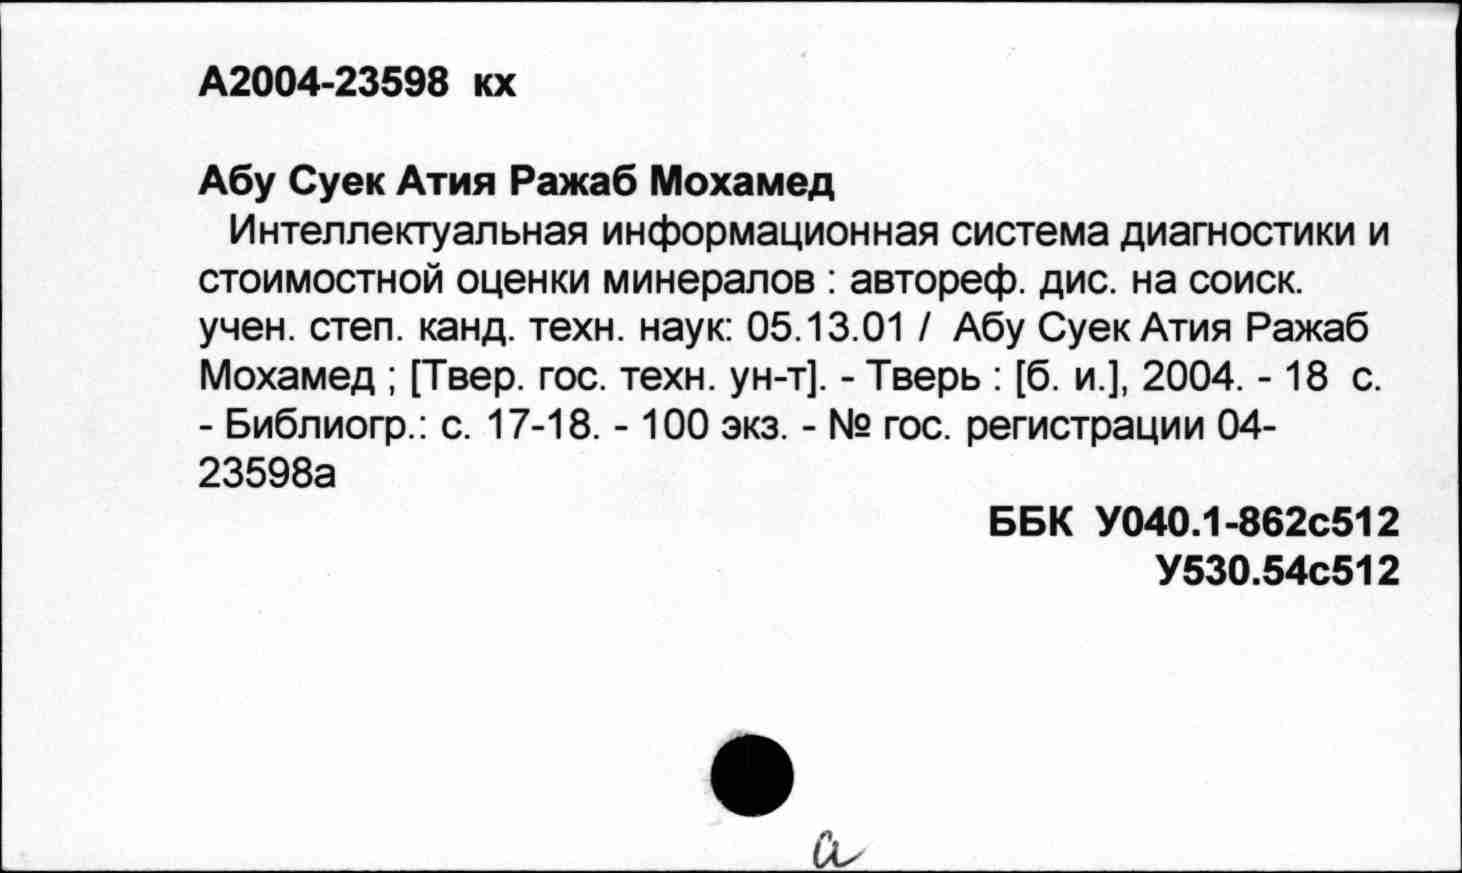 А2004-23598 кх
Абу Суек Атия Ражаб Мохамед
Интеллектуальная информационная система диагностики и
стоимостной оценки минералов : автореф. дис. на соиск.
учен. степ. канд. техн. наук: 05.13.01 / Абу Суек Атия Ражаб
Мохамед ; [Твер. гос. техн. ун-т]. - Тверь : [б. и.], 2004. - 18 с.
- Библиогр.: с. 17-18. - 100 экз. - № гос. регистрации 04-
23598а
ББК У040.1-862с512
У530.54с512
а